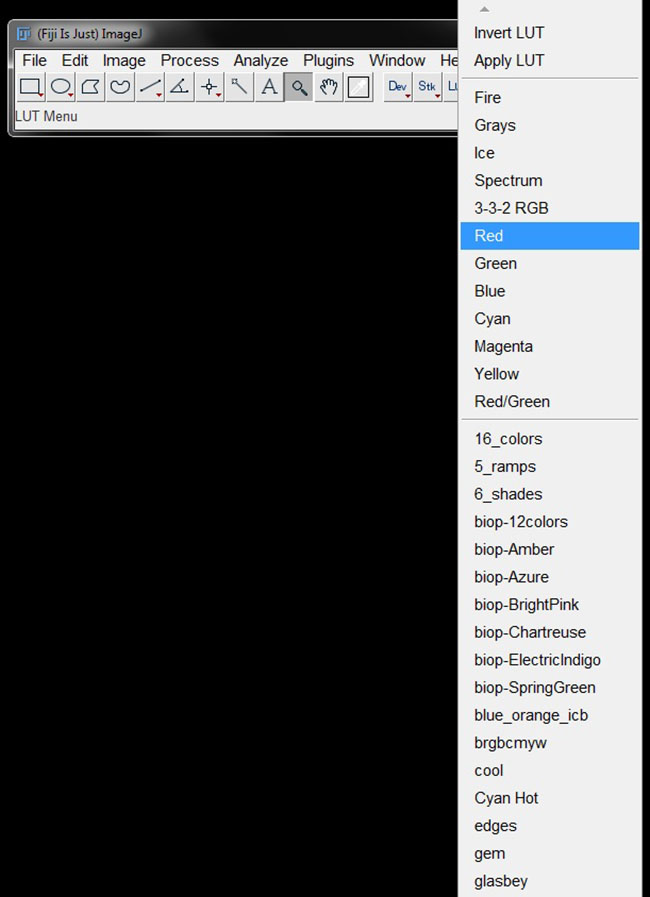 (Fiji Is Just) ImageJ
File Edit Image Process Analyze Plugins Window He
A Dev Stk
LUT Menu
Invert LUT
Apply LUT
Fire
Grays
Ice
Spectrum
3-3-2 RGB
Red
Green
Blue
Cyan
Magenta
Yellow
Red/Green
16_colors
5_ramps
6_shades
biop-12colors
biop-Amber
biop-Azure
biop-BrightPink
biop-Chartreuse
biop-ElectricIndigo
biop-SpringGreen
blue_orange_icb
brgbcmyw
cool
Cyan Hot
edges
gem
glasbey